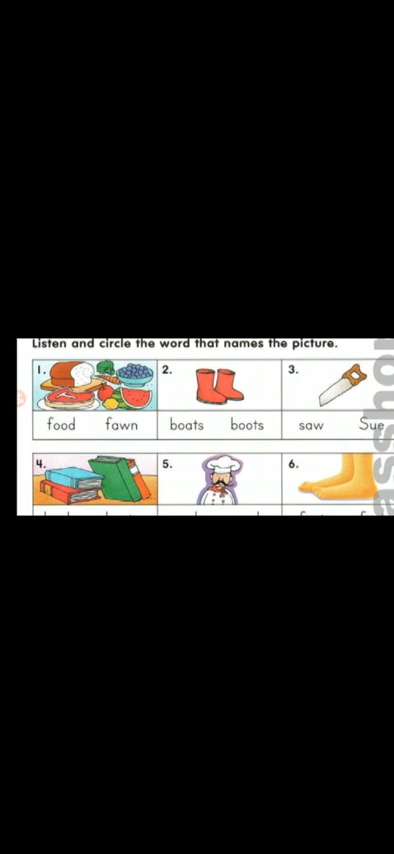 Listen and circle the word that names the picture.
1. 2. 3.
food fawn boats boots saw Sue
4. 5. 6.